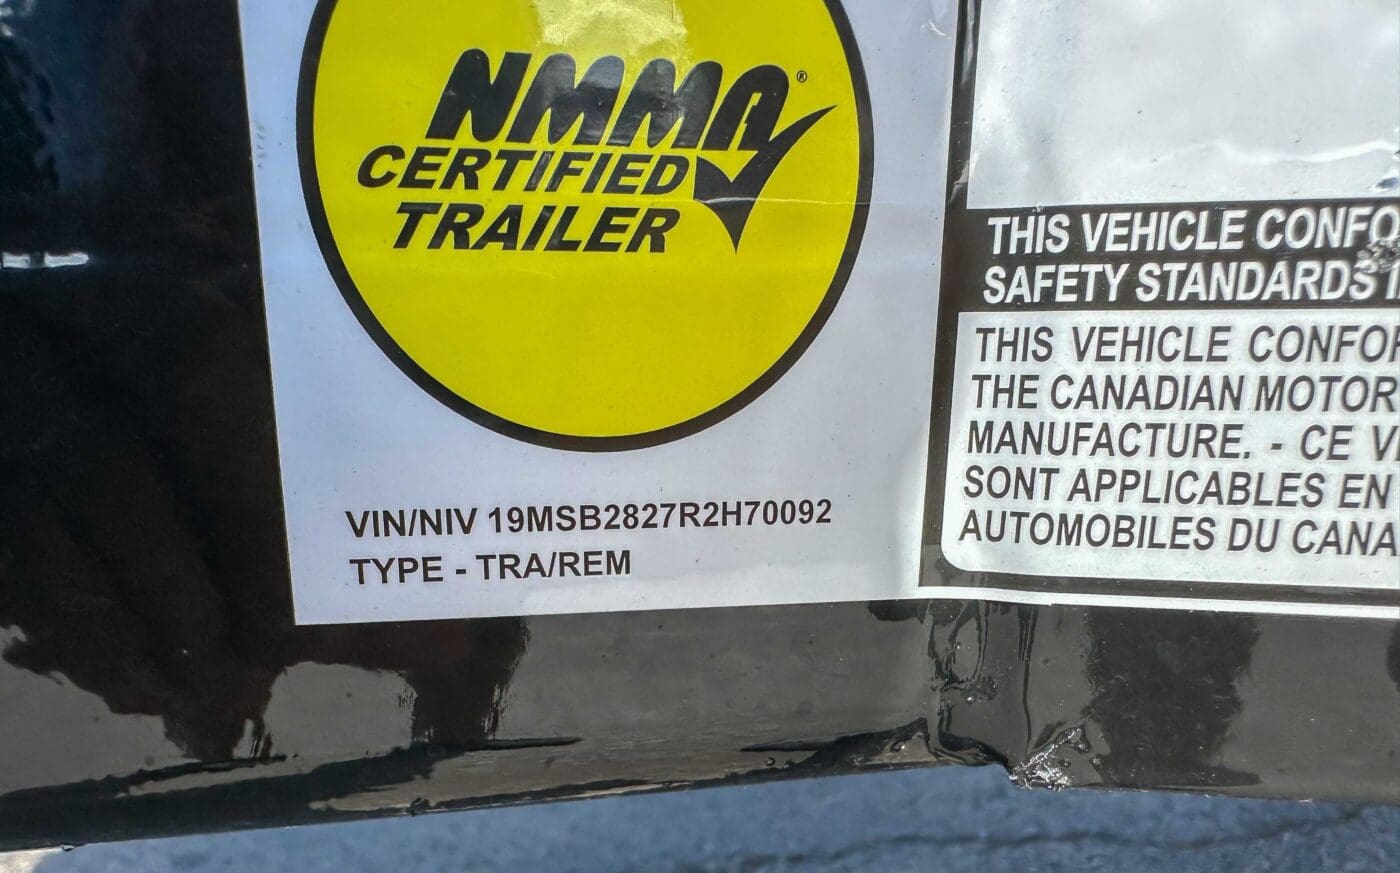 NMMA®
CERTIFIED
TRAILER
VIN/NIV 19MSB2827R2H70092
TYPE - TRA/REM
THIS VEHICLE
SAFETY STANDARDS
THIS VEHICLE
THE CANADIAN MOTOR
MANUFACTURE. - CE
SONT APPLICABLES EN
AUTOMOBILES DU